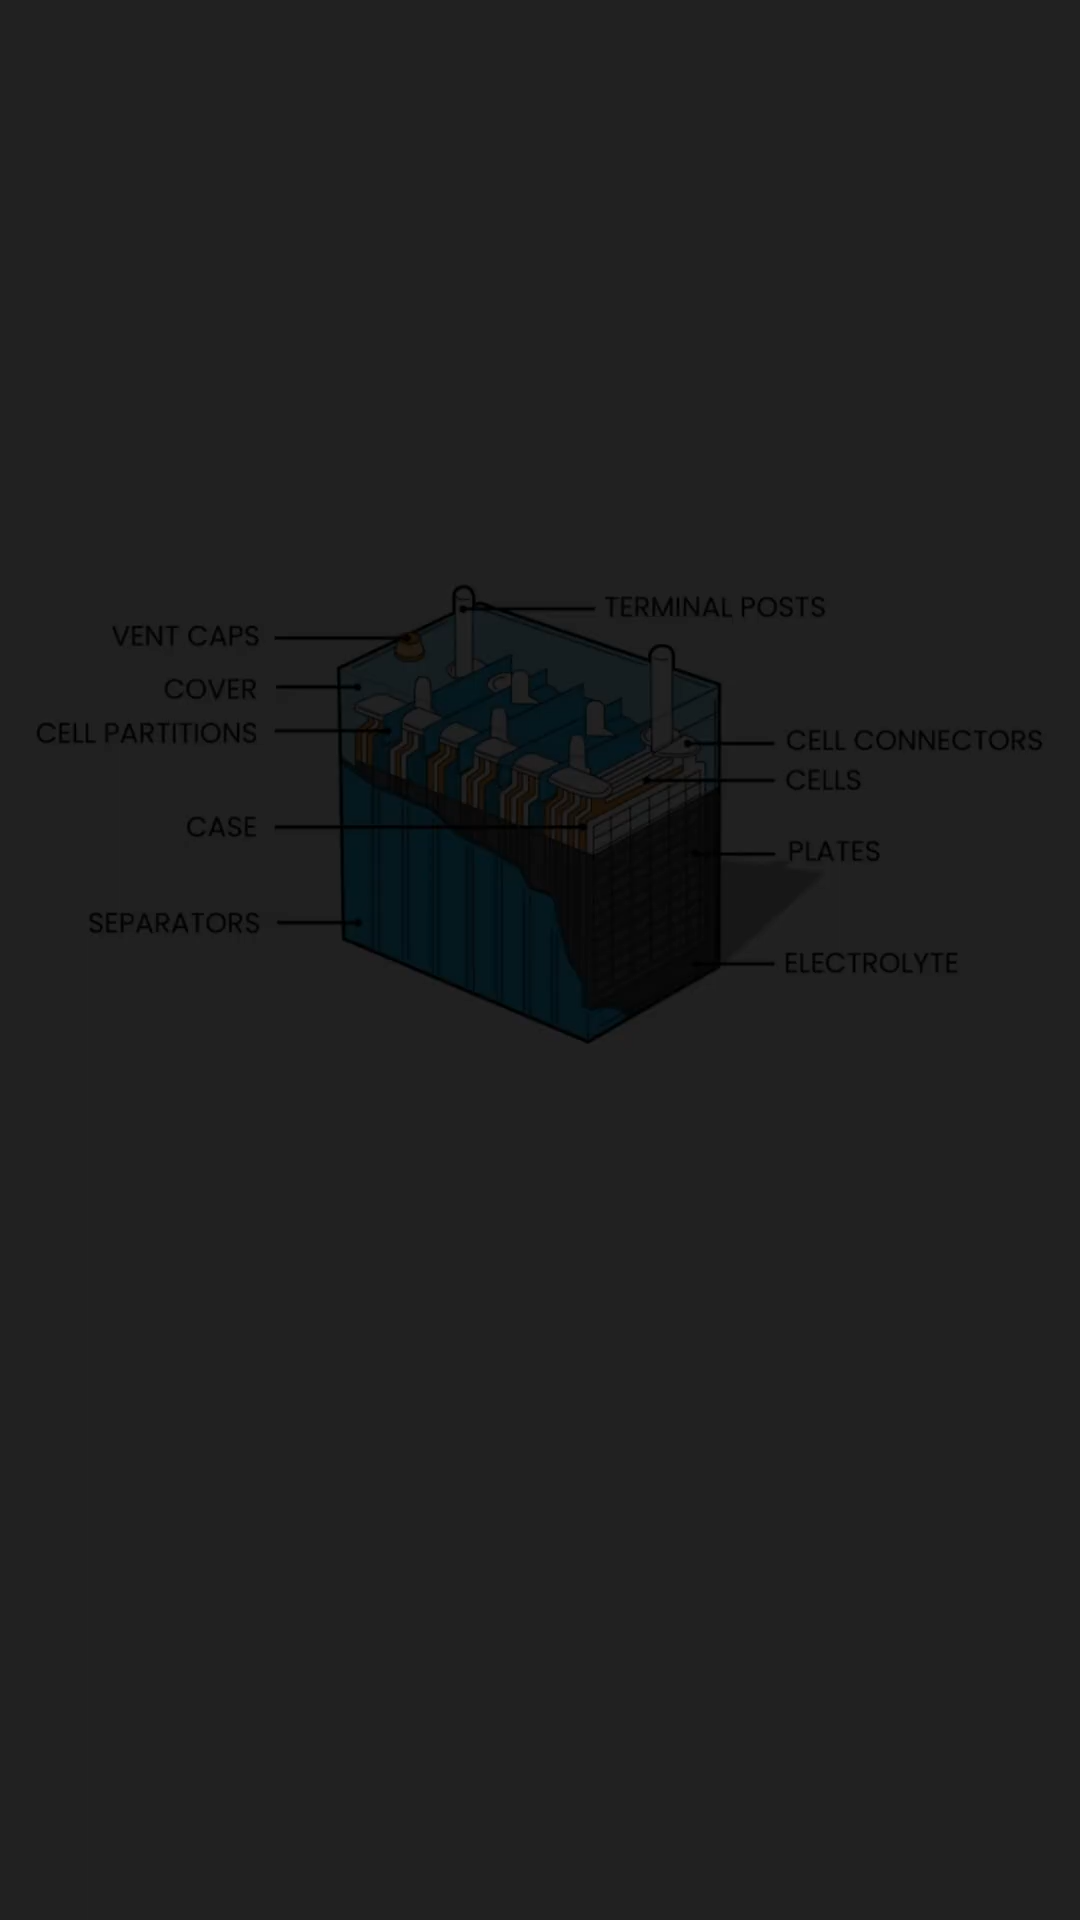 TERMINAL POSTS
VENT CAPS
COVER
CELL PARTITIONS
CELL CONNECTORS
CELLS
CASE
PLATES
SEPARATORS
ELECTROLYTE